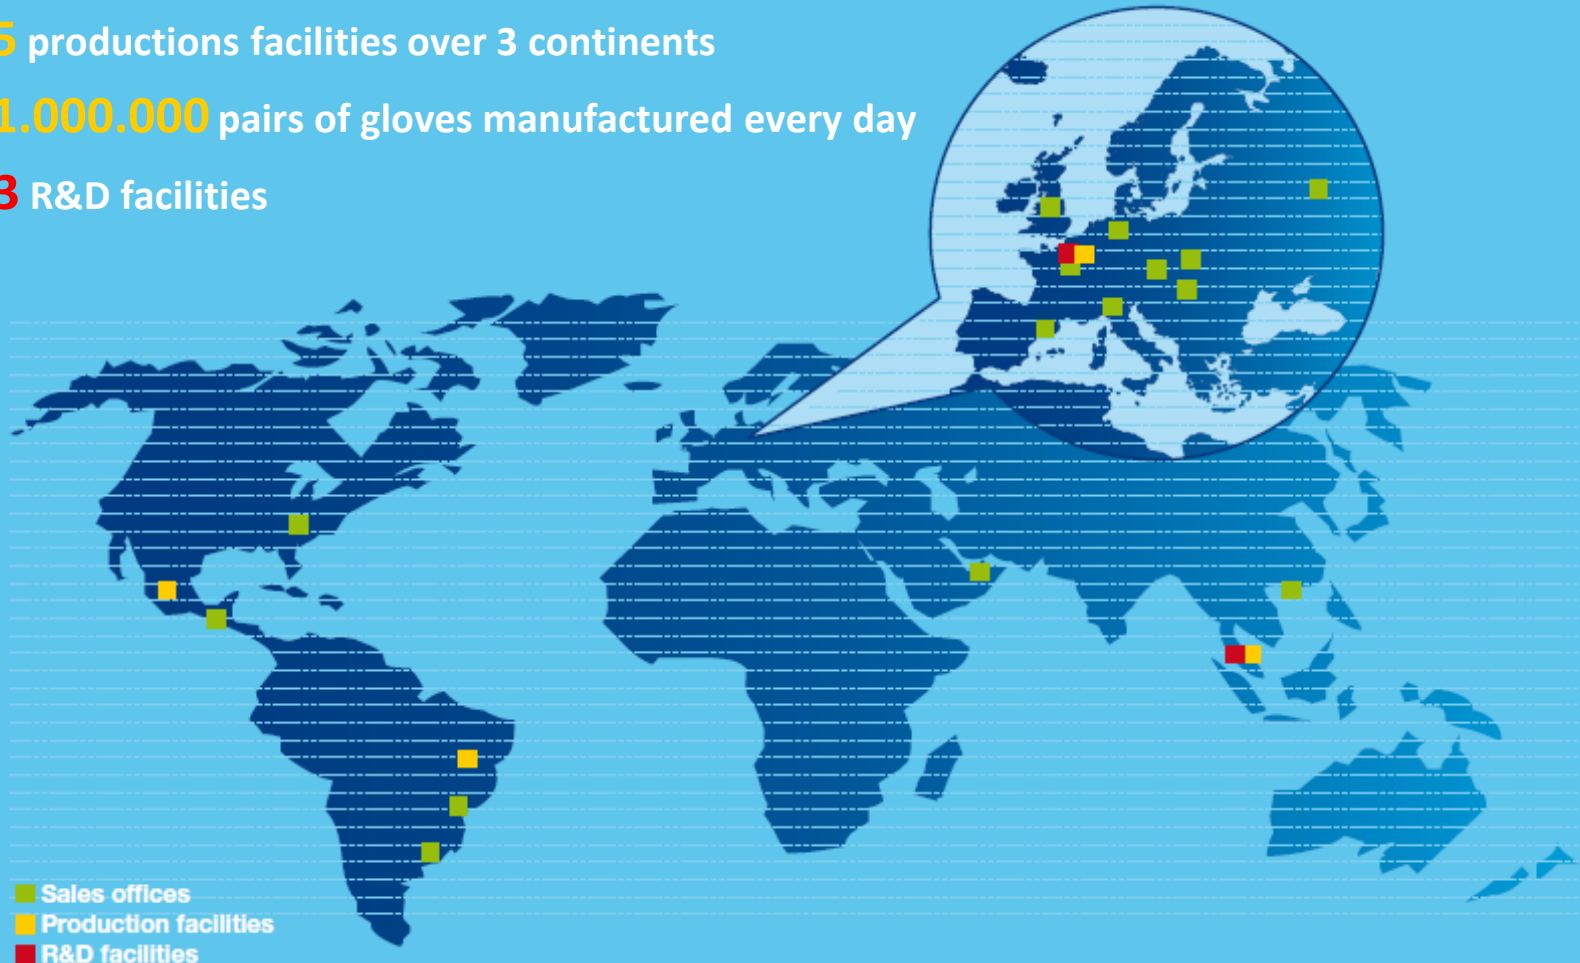 5 productions facilities over 3 continents
1.000.000 pairs of gloves manufactured every day
3 R&D facilities
Sales offices
Production facilities
R&D facilities